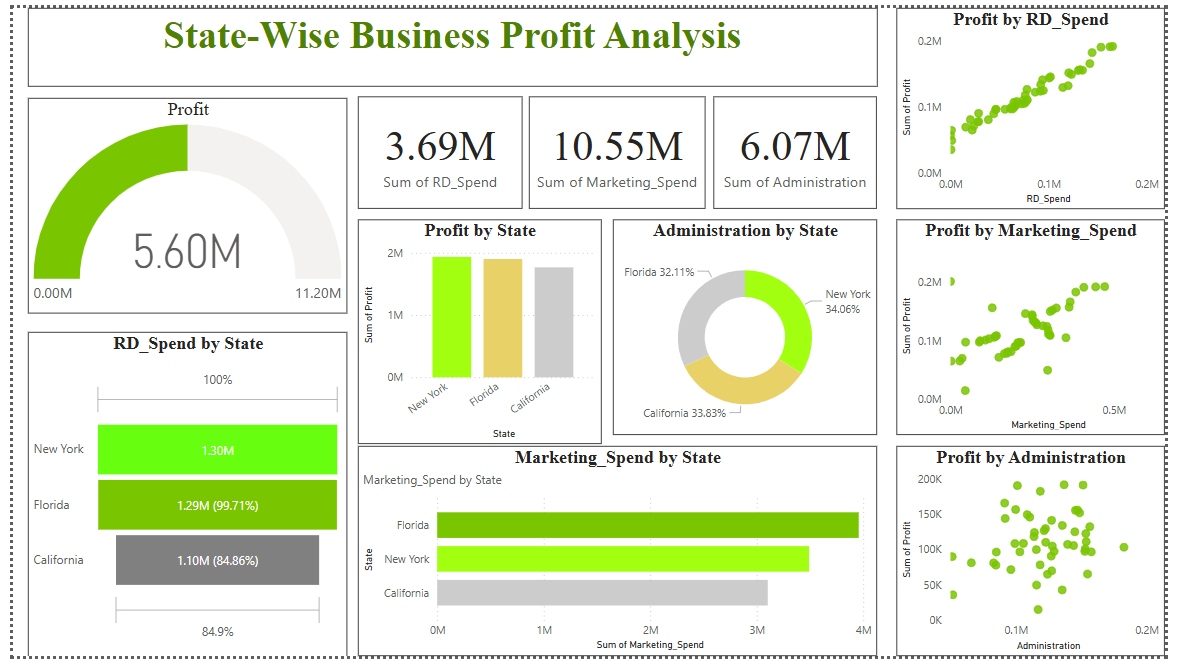 State-Wise Business Profit Analysis
Profit
5.60M
0.00M
11.20M
3.69M
Sum of RD_Spend
10.55M
Sum of Marketing_Spend
6.07M
Sum of Administration
Profit by RD_Spend
Sum of Profit
0.2M
0.1M
0.0M
0.0M 0.1M 0.2M
RD_Spend
RD_Spend by State
100%
New York 1.30M
Florida 1.29M (99.71%)
California 1.10M (84.86%)
84.9%
Profit by State
Sum of Profit
2M
1M
0M
New York Florida California
State
Administration by State
Florida 32.11%
New York
34.06%
California 33.83%
Profit by Marketing_Spend
Sum of Profit
0.2M
0.1M
0.0M
0.0M 0.5M
Marketing_Spend
Marketing_Spend by State
Marketing_Spend by State
State
Florida
New York
California
0M 1M 2M 3M 4M
Sum of Marketing_Spend
Profit by Administration
Sum of Profit
200K
150K
100K
50K
0K
0.1M 0.2M
Administration